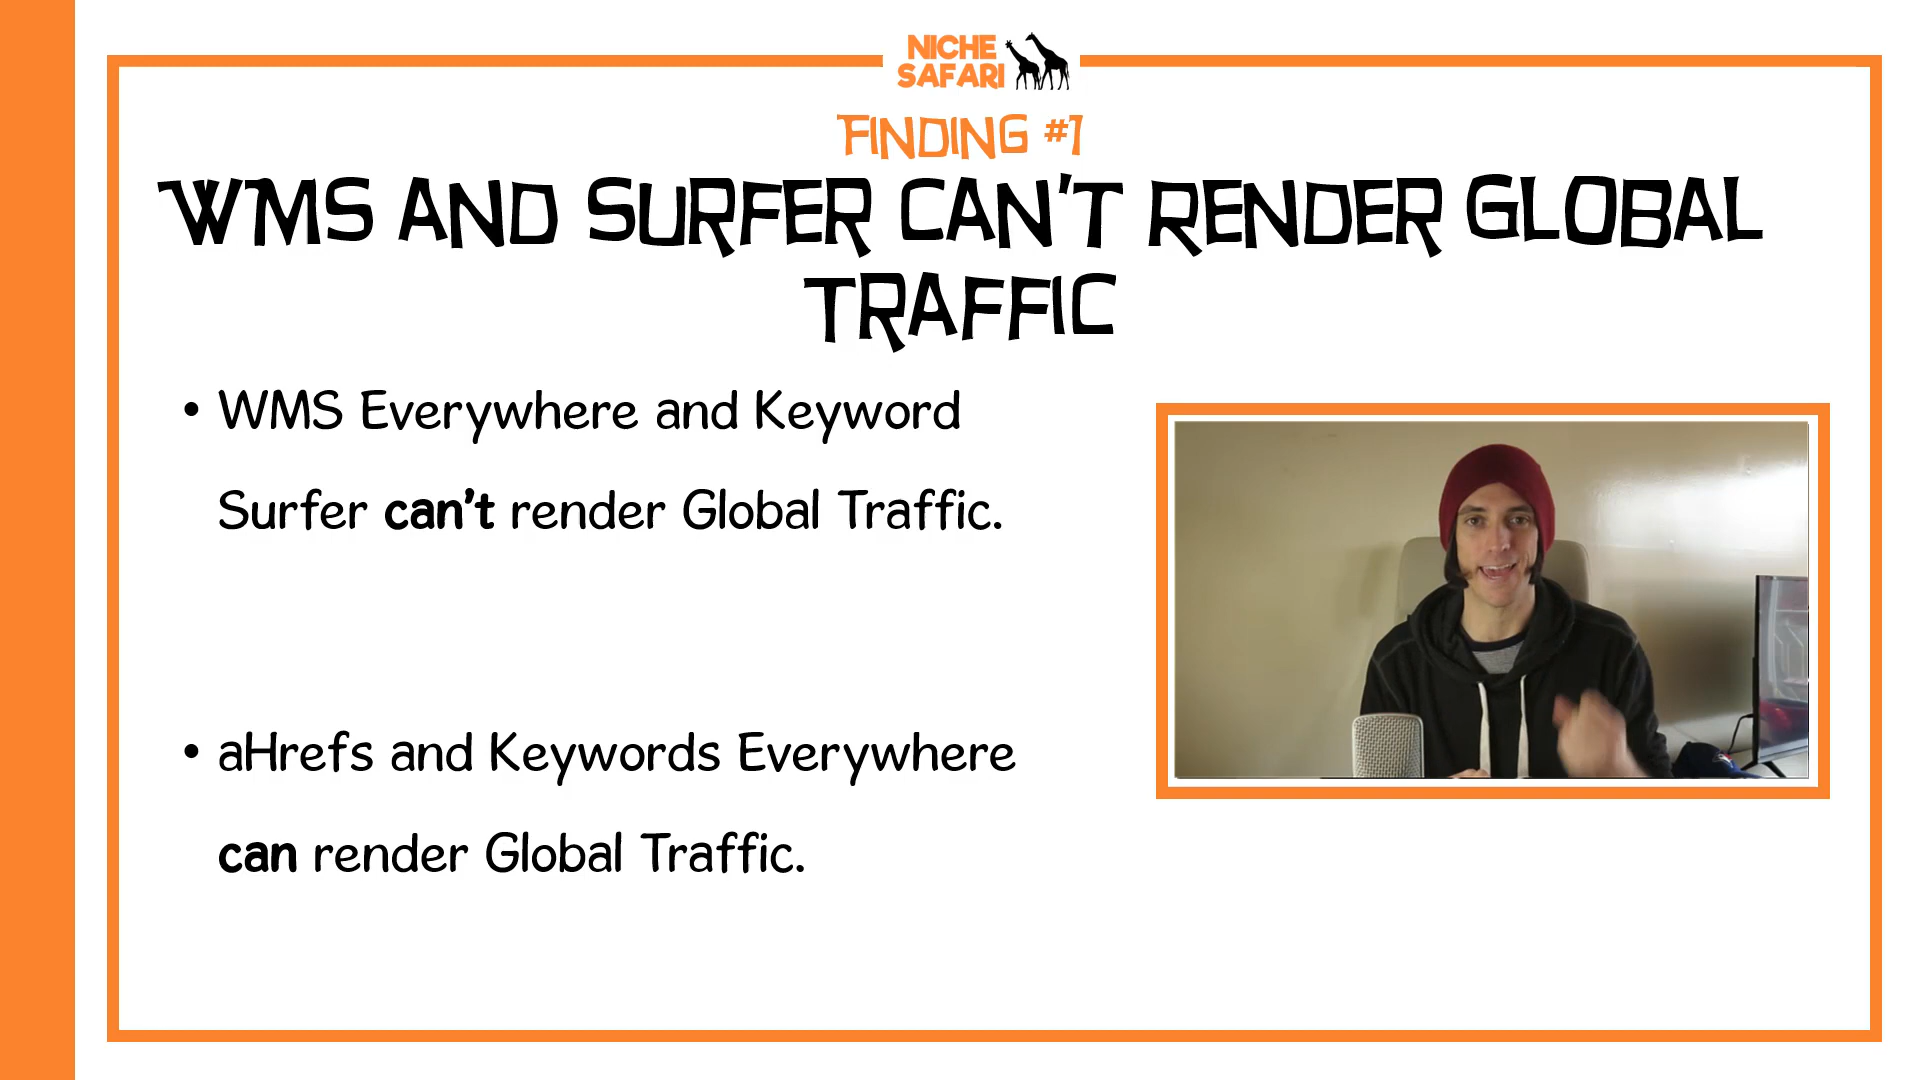 NICHE
SAFARI
FINDING #1
WMS AND SURFER CAN'T RENDER GLOBAL
TRAFFIC
• WMS Everywhere and Keyword
Surfer can't render Global Traffic.
• aHrefs and Keywords Everywhere
can render Global Traffic.